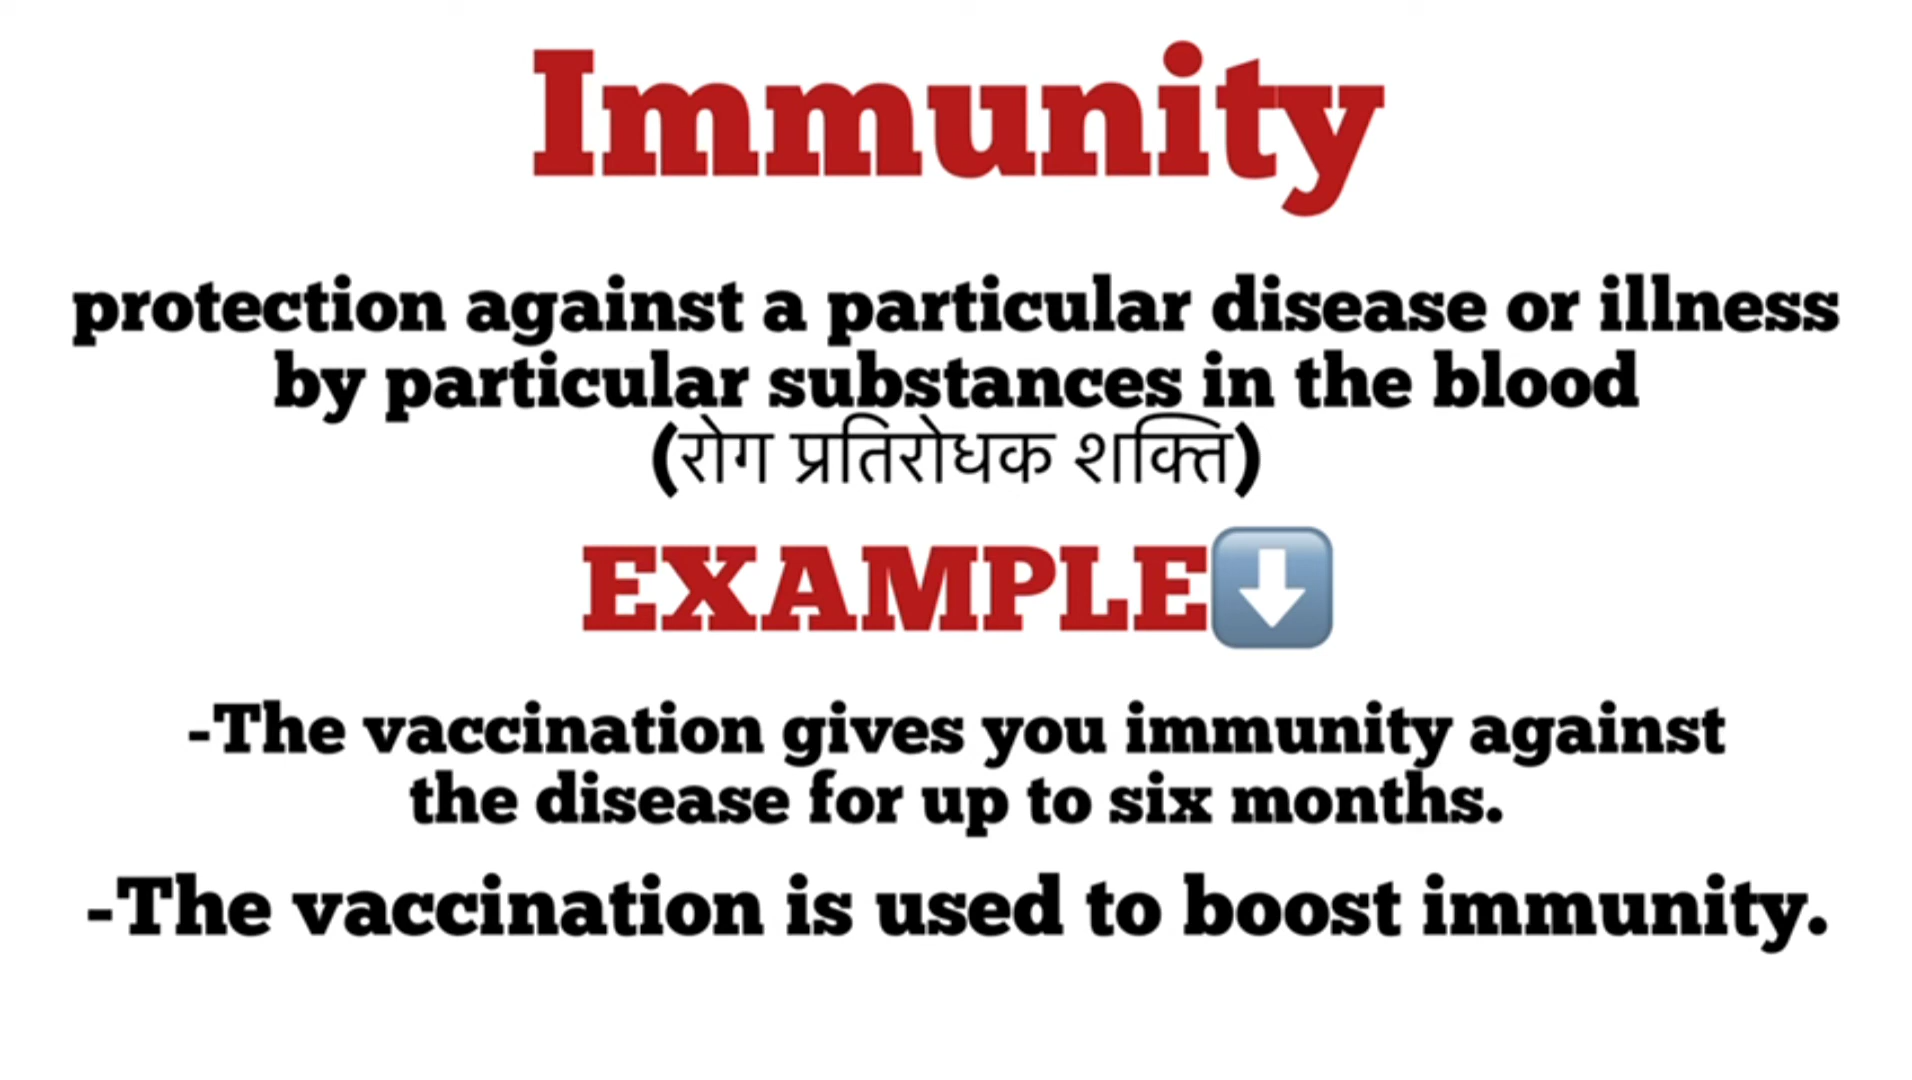 Immunity
protection against a particular disease or illness
by particular substances in the blood
(रोग प्रतिरोधक शक्ति)
EXAMPLE⬇️
-The vaccination gives you immunity against
the disease for up to six months.
-The vaccination is used to boost immunity.